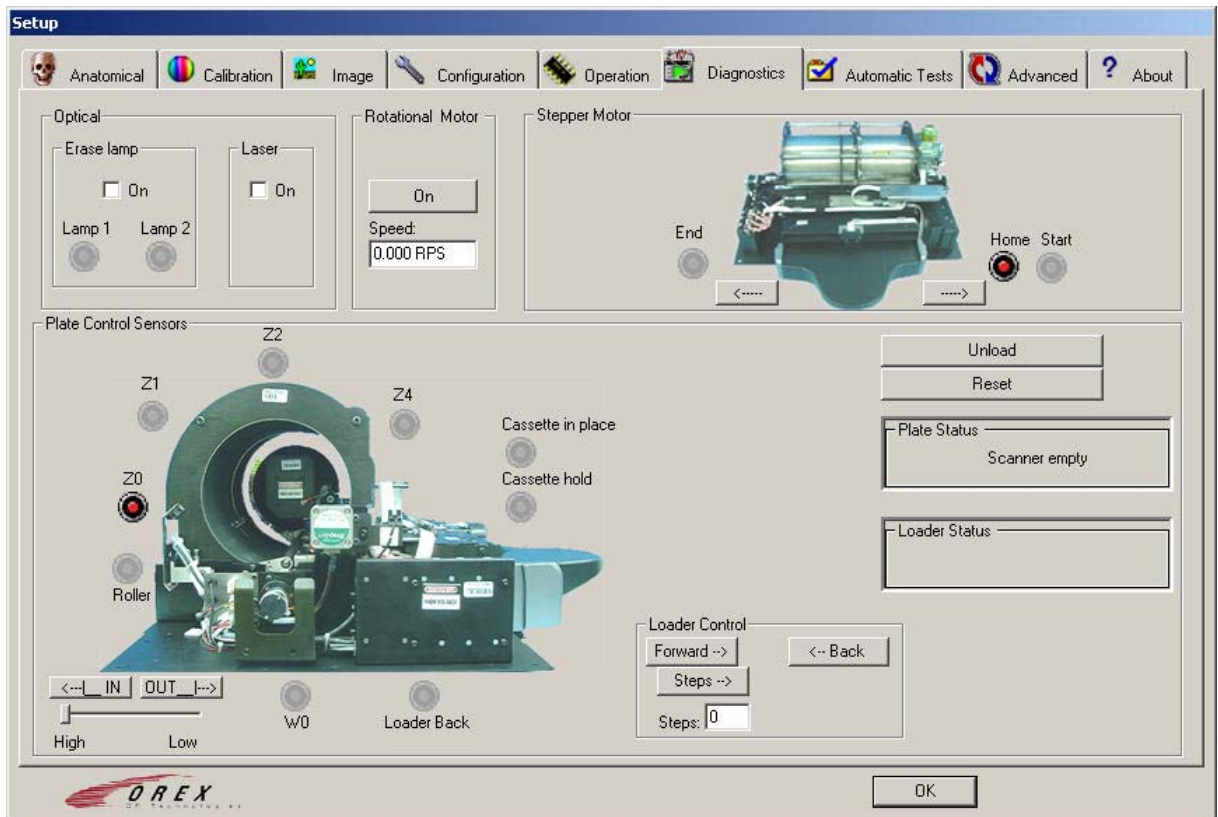 Setup
Anatomical Calibration Image Configuration Operation Diagnostics Automatic Tests Advanced ? About
Optical
Erase lamp
On
Lamp 1 Lamp 2
Laser
On
Rotational Motor
On
Speed:
0.000 RPS
Stepper Motor
End
Home Start
<----- ----->
Plate Control Sensors
Z2
Z1
Z4
Z0
Cassette in place
Cassette hold
Roller
<---|__ IN OUT__|--->
High Low
W0
Loader Back
Unload
Reset
Plate Status
Scanner empty
Loader Status
Loader Control
Forward --> <-- Back
Steps -->
Steps: 0
OREX
OK